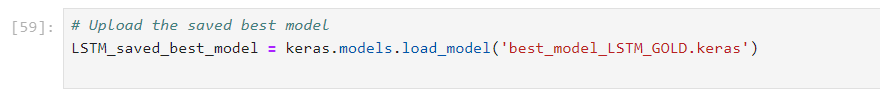 [59]: # Upload the saved best model
LSTM_saved_best_model = keras.models.load_model('best_model_LSTM_GOLD.keras')